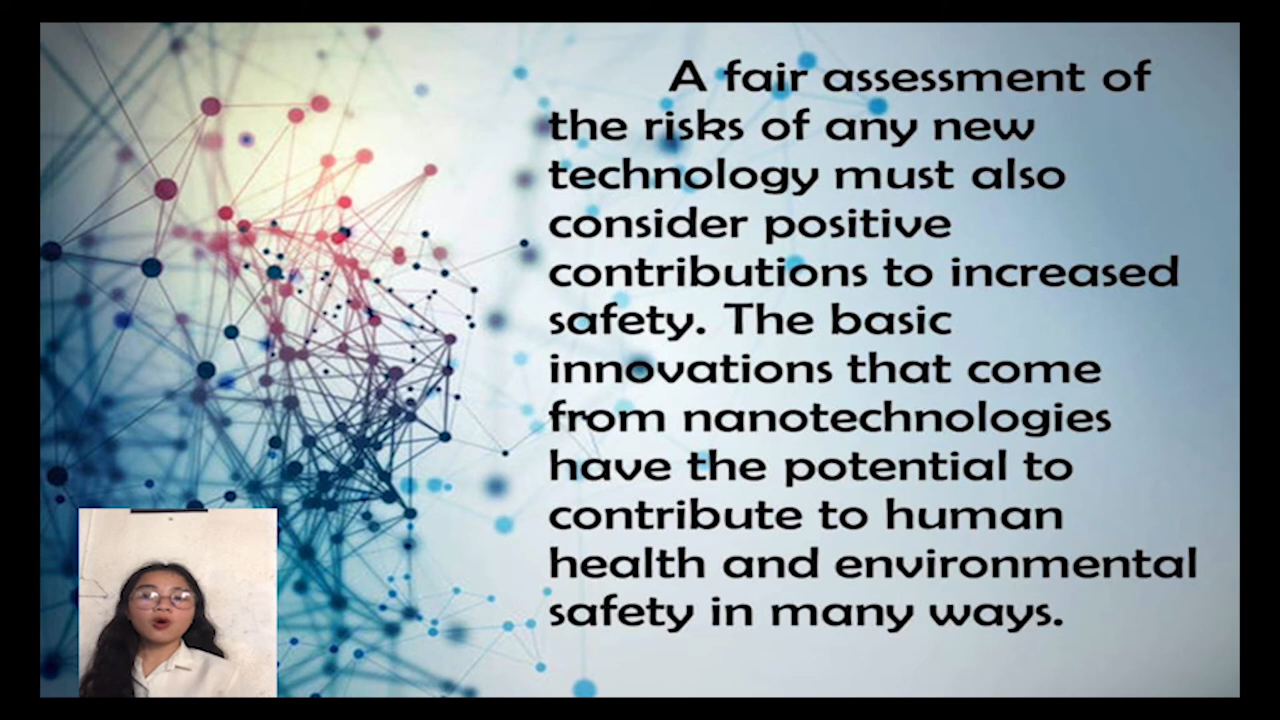 A fair assessment of
the risks of any new
technology must also
consider positive
contributions to increased
safety. The basic
innovations that come
from nanotechnologies
have the potential to
contribute to human
health and environmental
safety in many ways.